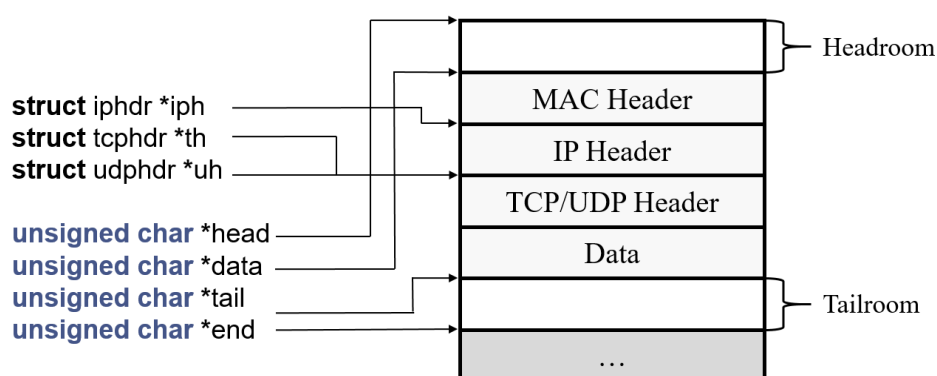 struct iphdr *iph
struct tcphdr *th
struct udphdr *uh
unsigned char *head
unsigned char *data
unsigned char *tail
unsigned char *end
Headroom
MAC Header
IP Header
TCP/UDP Header
Data
Tailroom
...